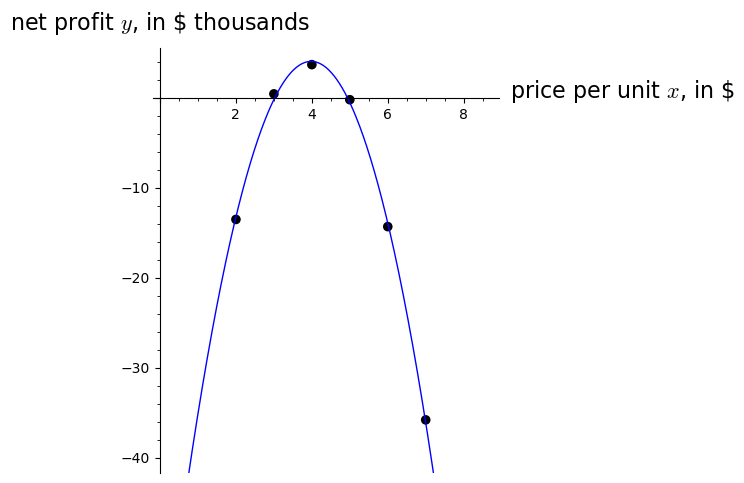 net profit y, in $ thousands
price per unit x, in $
2 4 6 8
−10
−20
−30
−40